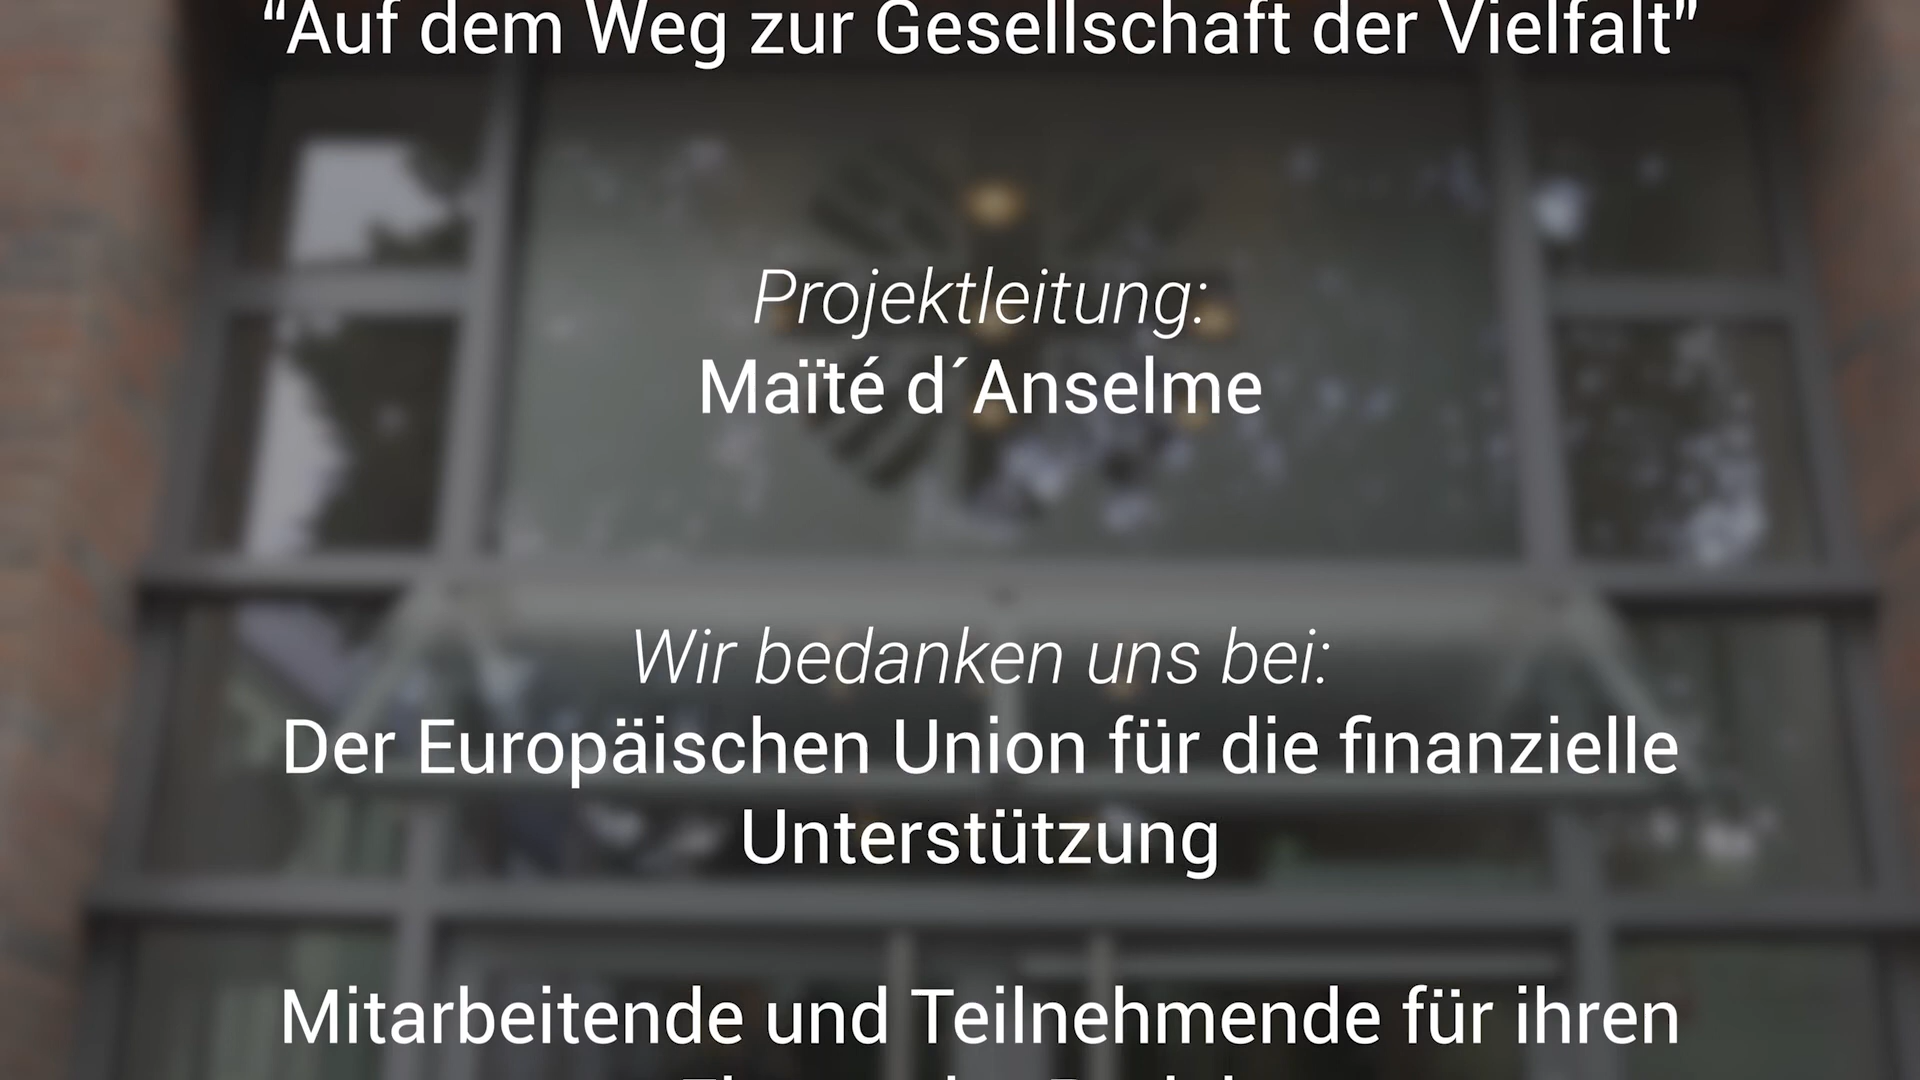 “Auf dem Weg zur Gesellschaft der Vielfalt"
Projektleitung:
Maïté d´Anselme
Wir bedanken uns bei:
Der Europäischen Union für die finanzielle
Unterstützung
Mitarbeitende und Teilnehmende für ihren